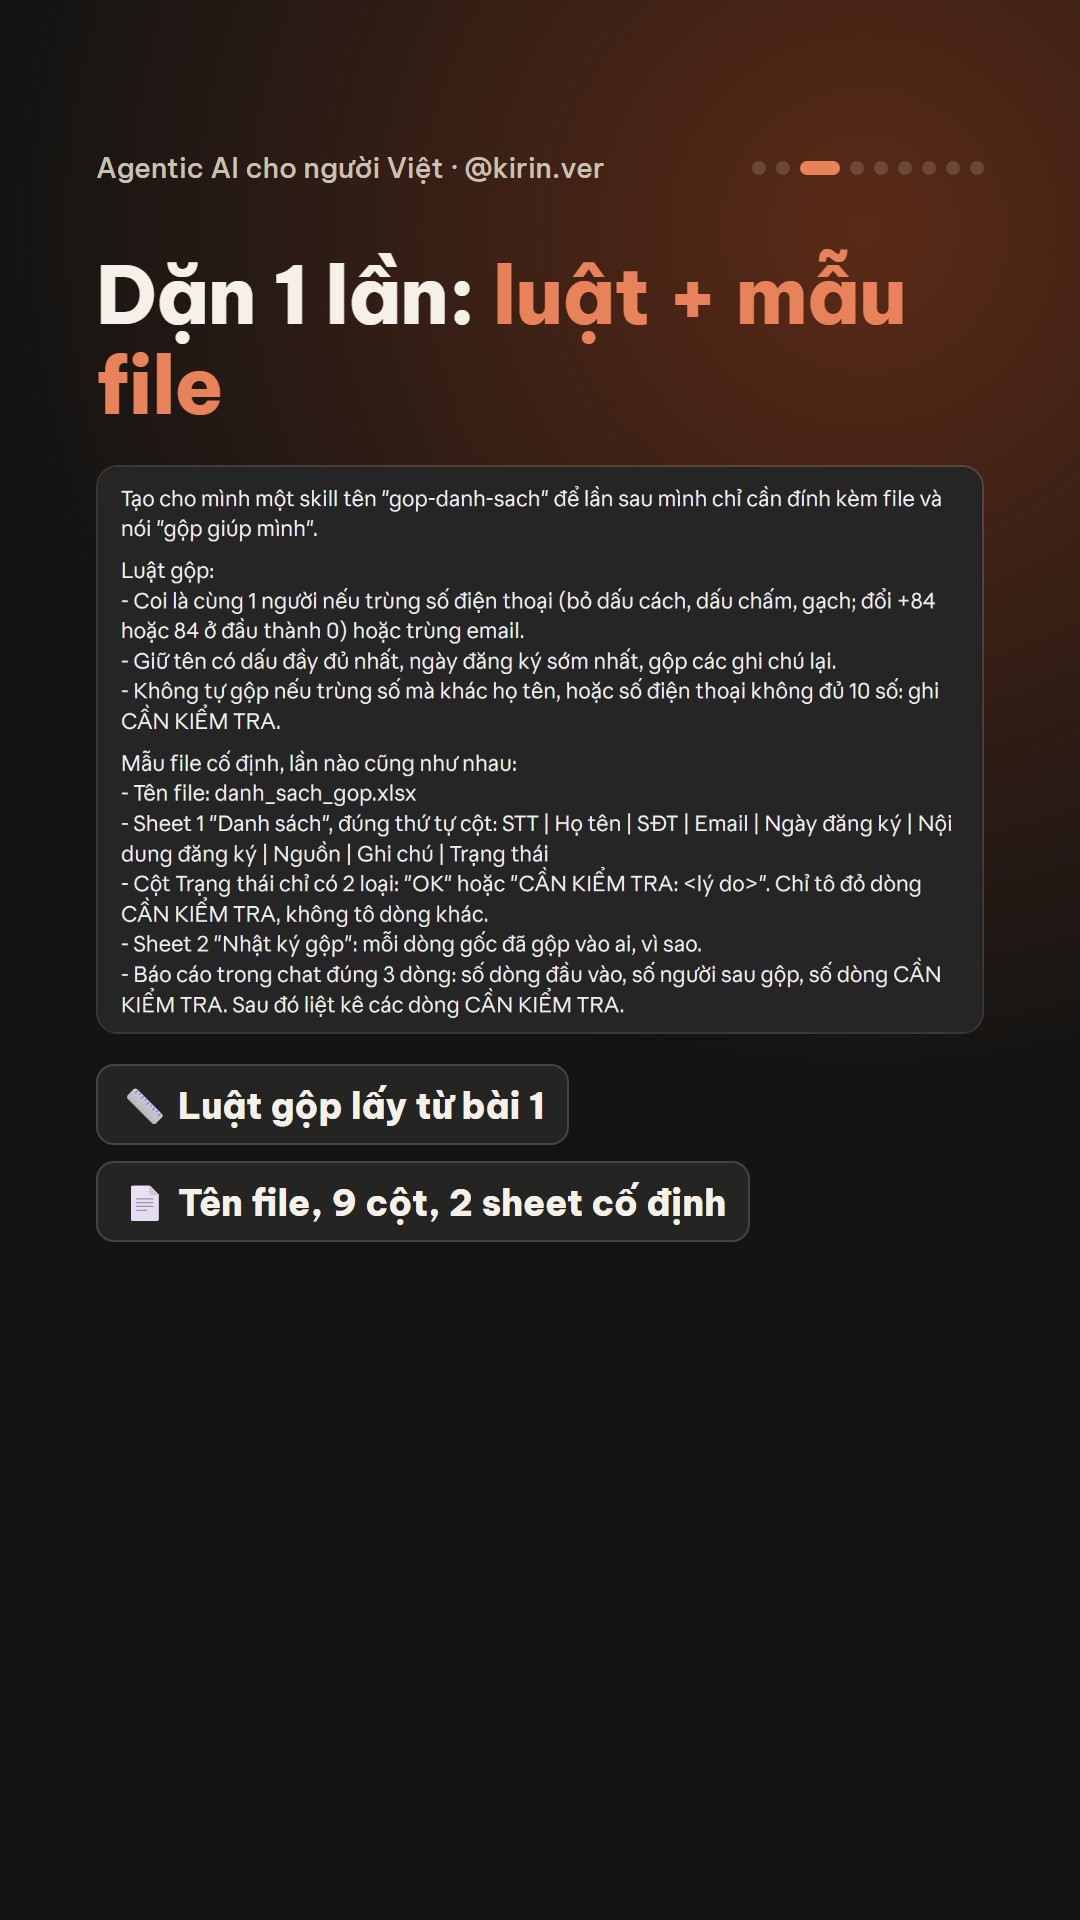 Agentic AI cho người Việt · @kirin.ver
Dặn 1 lần: luật + mẫu
file
Tạo cho mình một skill tên "gop-danh-sach" để lần sau mình chỉ cần đính kèm file và
nói "gộp giúp mình".
Luật gộp:
- Coi là cùng 1 người nếu trùng số điện thoại (bỏ dấu cách, dấu chấm, gạch; đổi +84
hoặc 84 ở đầu thành 0) hoặc trùng email.
- Giữ tên có dấu đầy đủ nhất, ngày đăng ký sớm nhất, gộp các ghi chú lại.
- Không tự gộp nếu trùng số mà khác họ tên, hoặc số điện thoại không đủ 10 số: ghi
CẦN KIỂM TRA.
Mẫu file cố định, lần nào cũng như nhau:
- Tên file: danh_sach_gop.xlsx
- Sheet 1 "Danh sách", đúng thứ tự cột: STT | Họ tên | SĐT | Email | Ngày đăng ký | Nội
dung đăng ký | Nguồn | Ghi chú | Trạng thái
- Cột Trạng thái chỉ có 2 loại: "OK" hoặc "CẦN KIỂM TRA: <lý do>". Chỉ tô đỏ dòng
CẦN KIỂM TRA, không tô dòng khác.
- Sheet 2 "Nhật ký gộp": mỗi dòng gốc đã gộp vào ai, vì sao.
- Báo cáo trong chat đúng 3 dòng: số dòng đầu vào, số người sau gộp, số dòng CẦN
KIỂM TRA. Sau đó liệt kê các dòng CẦN KIỂM TRA.
Luật gộp lấy từ bài 1
Tên file, 9 cột, 2 sheet cố định